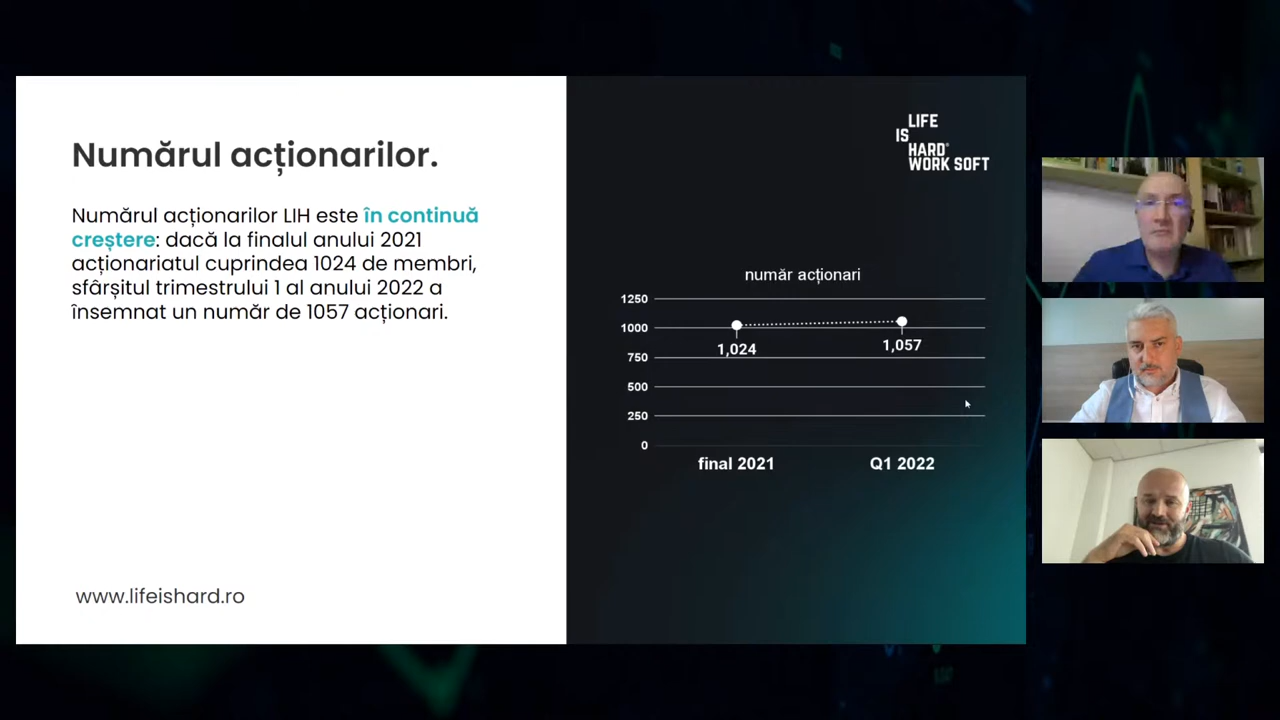 Numărul acționarilor.
Numărul acționarilor LIH este în continuă
creștere: dacă la finalul anului 2021
acționariatul cuprindea 1024 de membri,
sfârșitul trimestrului 1 al anului 2022 a
însemnat un număr de 1057 acționari.
www.lifeishard.ro
LIFE
IS
HARD®
WORK SOFT
număr acționari
1250
1000
750
500
250
0
1,024
1,057
final 2021
Q1 2022